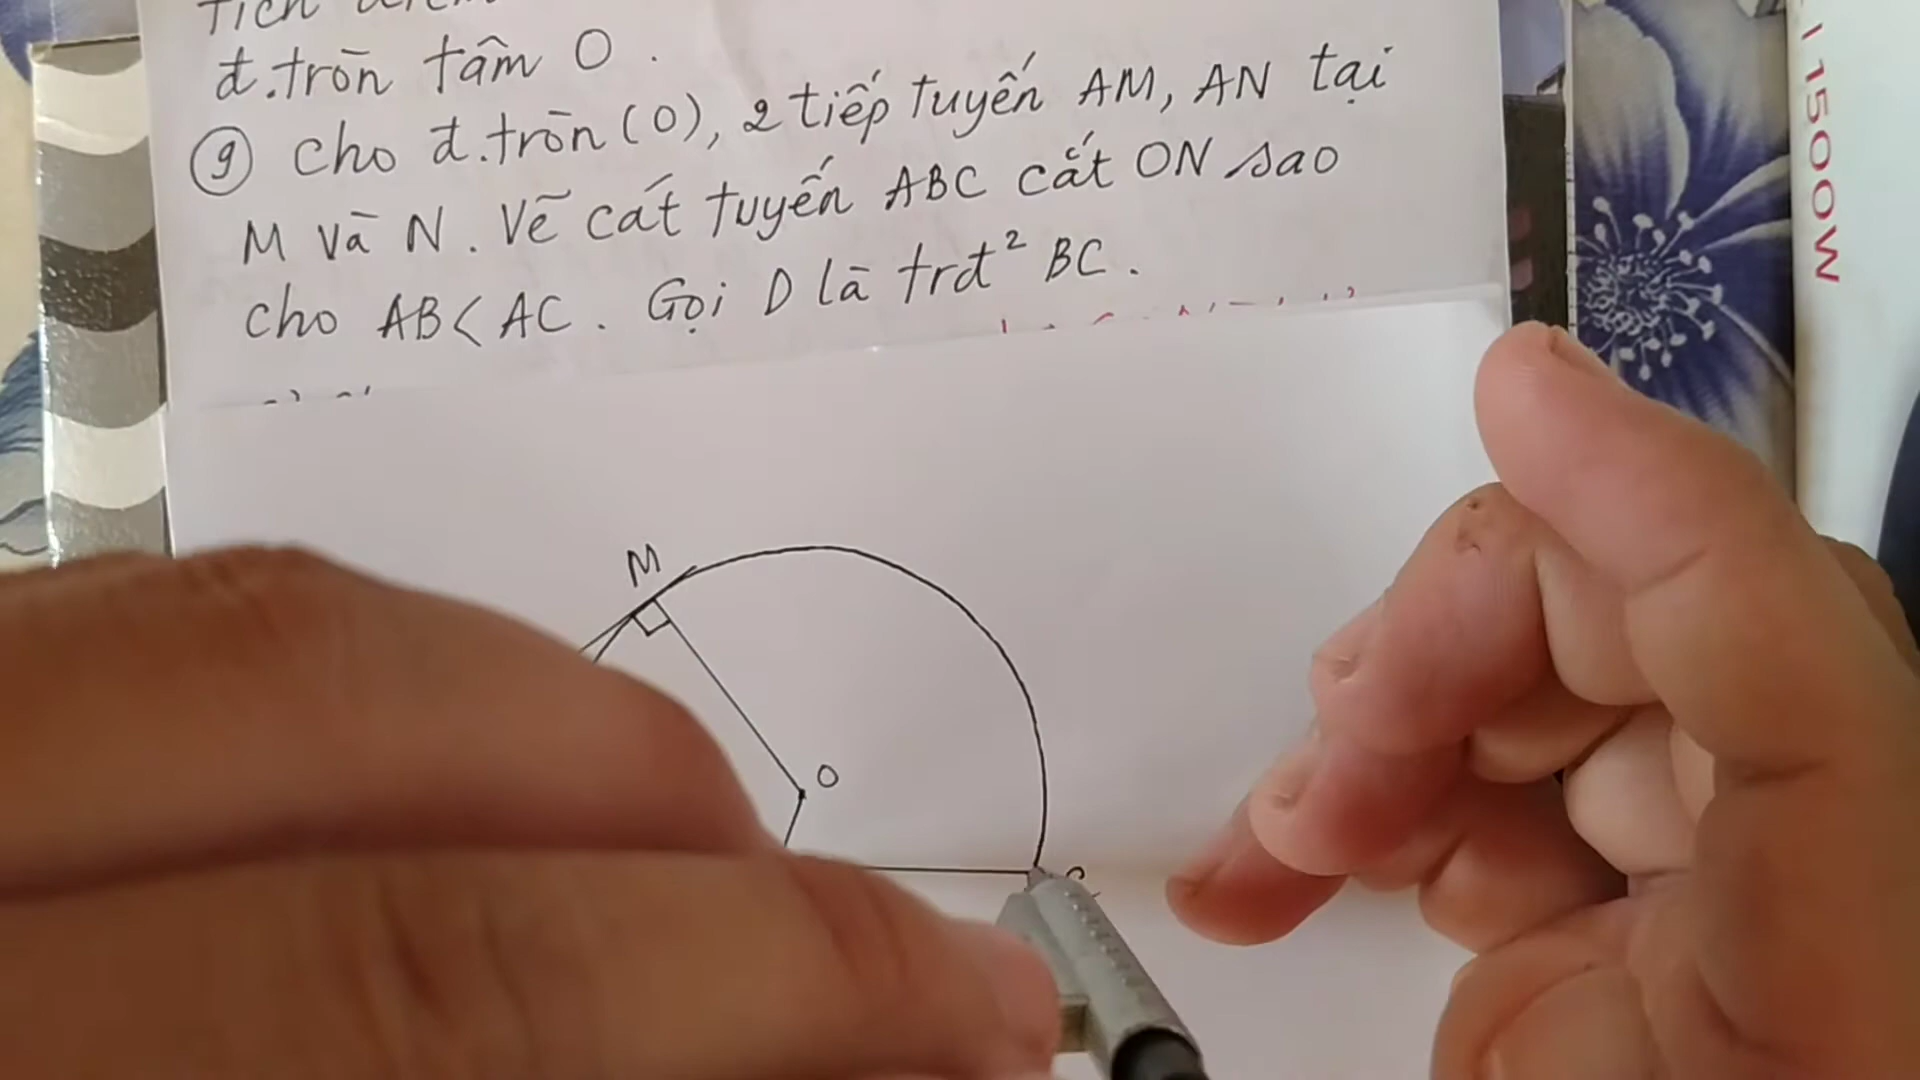 đ.tròn tâm O.
⑨ Cho đ.tròn (O), 2 tiếp tuyến AM, AN tại
M và N. Vẽ cát tuyến ABC cắt ON sao
cho AB < AC. Gọi D là trđ² BC.
M
O
C
1500W